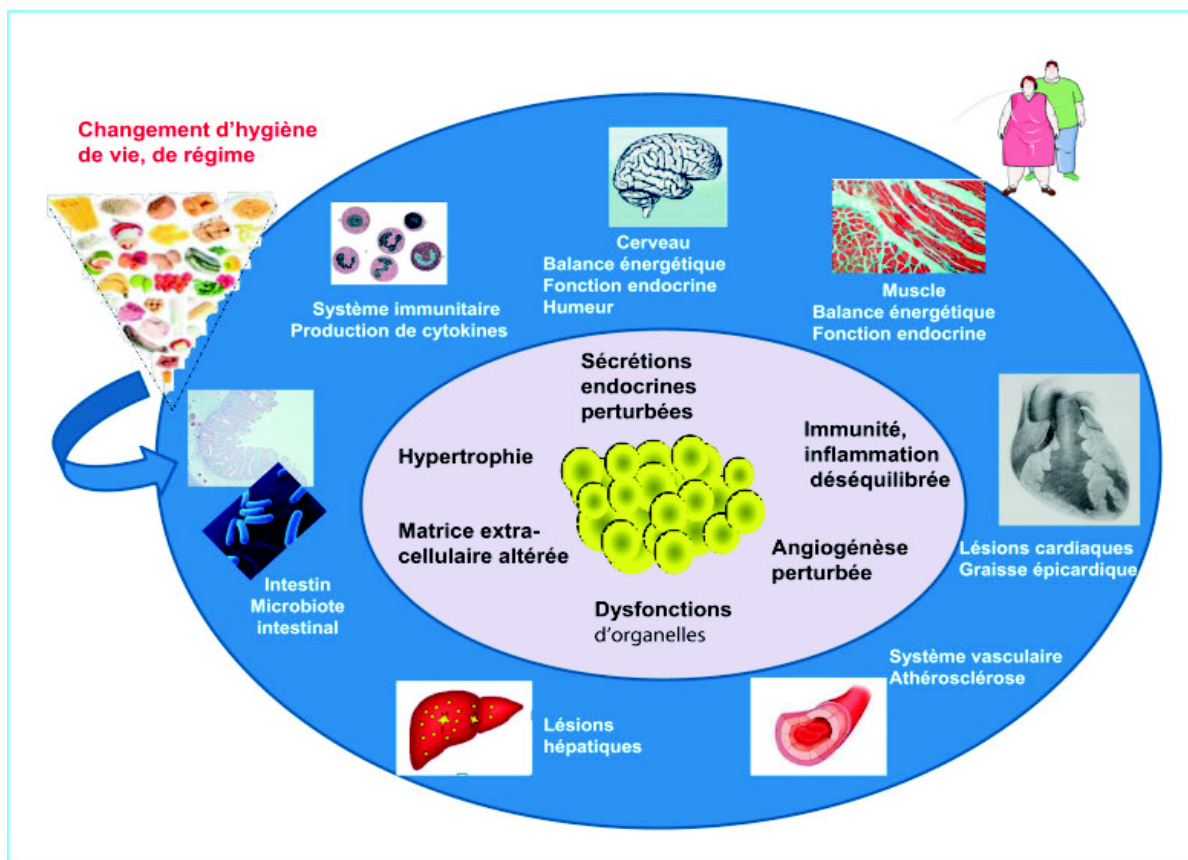 Changement d’hygiène
de vie, de régime
Cerveau
Balance énergétique
Fonction endocrine
Humeur
Système immunitaire
Production de cytokines
Muscle
Balance énergétique
Fonction endocrine
Sécrétions
endocrines
perturbées
Hypertrophie
Immunité,
inflammation
déséquilibrée
Matrice extra-
cellulaire altérée
Angiogénèse
perturbée
Dysfonctions
d’organelles
Lésions cardiaques
Graisse épicardique
Intestin
Microbiote
intestinal
Système vasculaire
Athérosclérose
Lésions
hépatiques